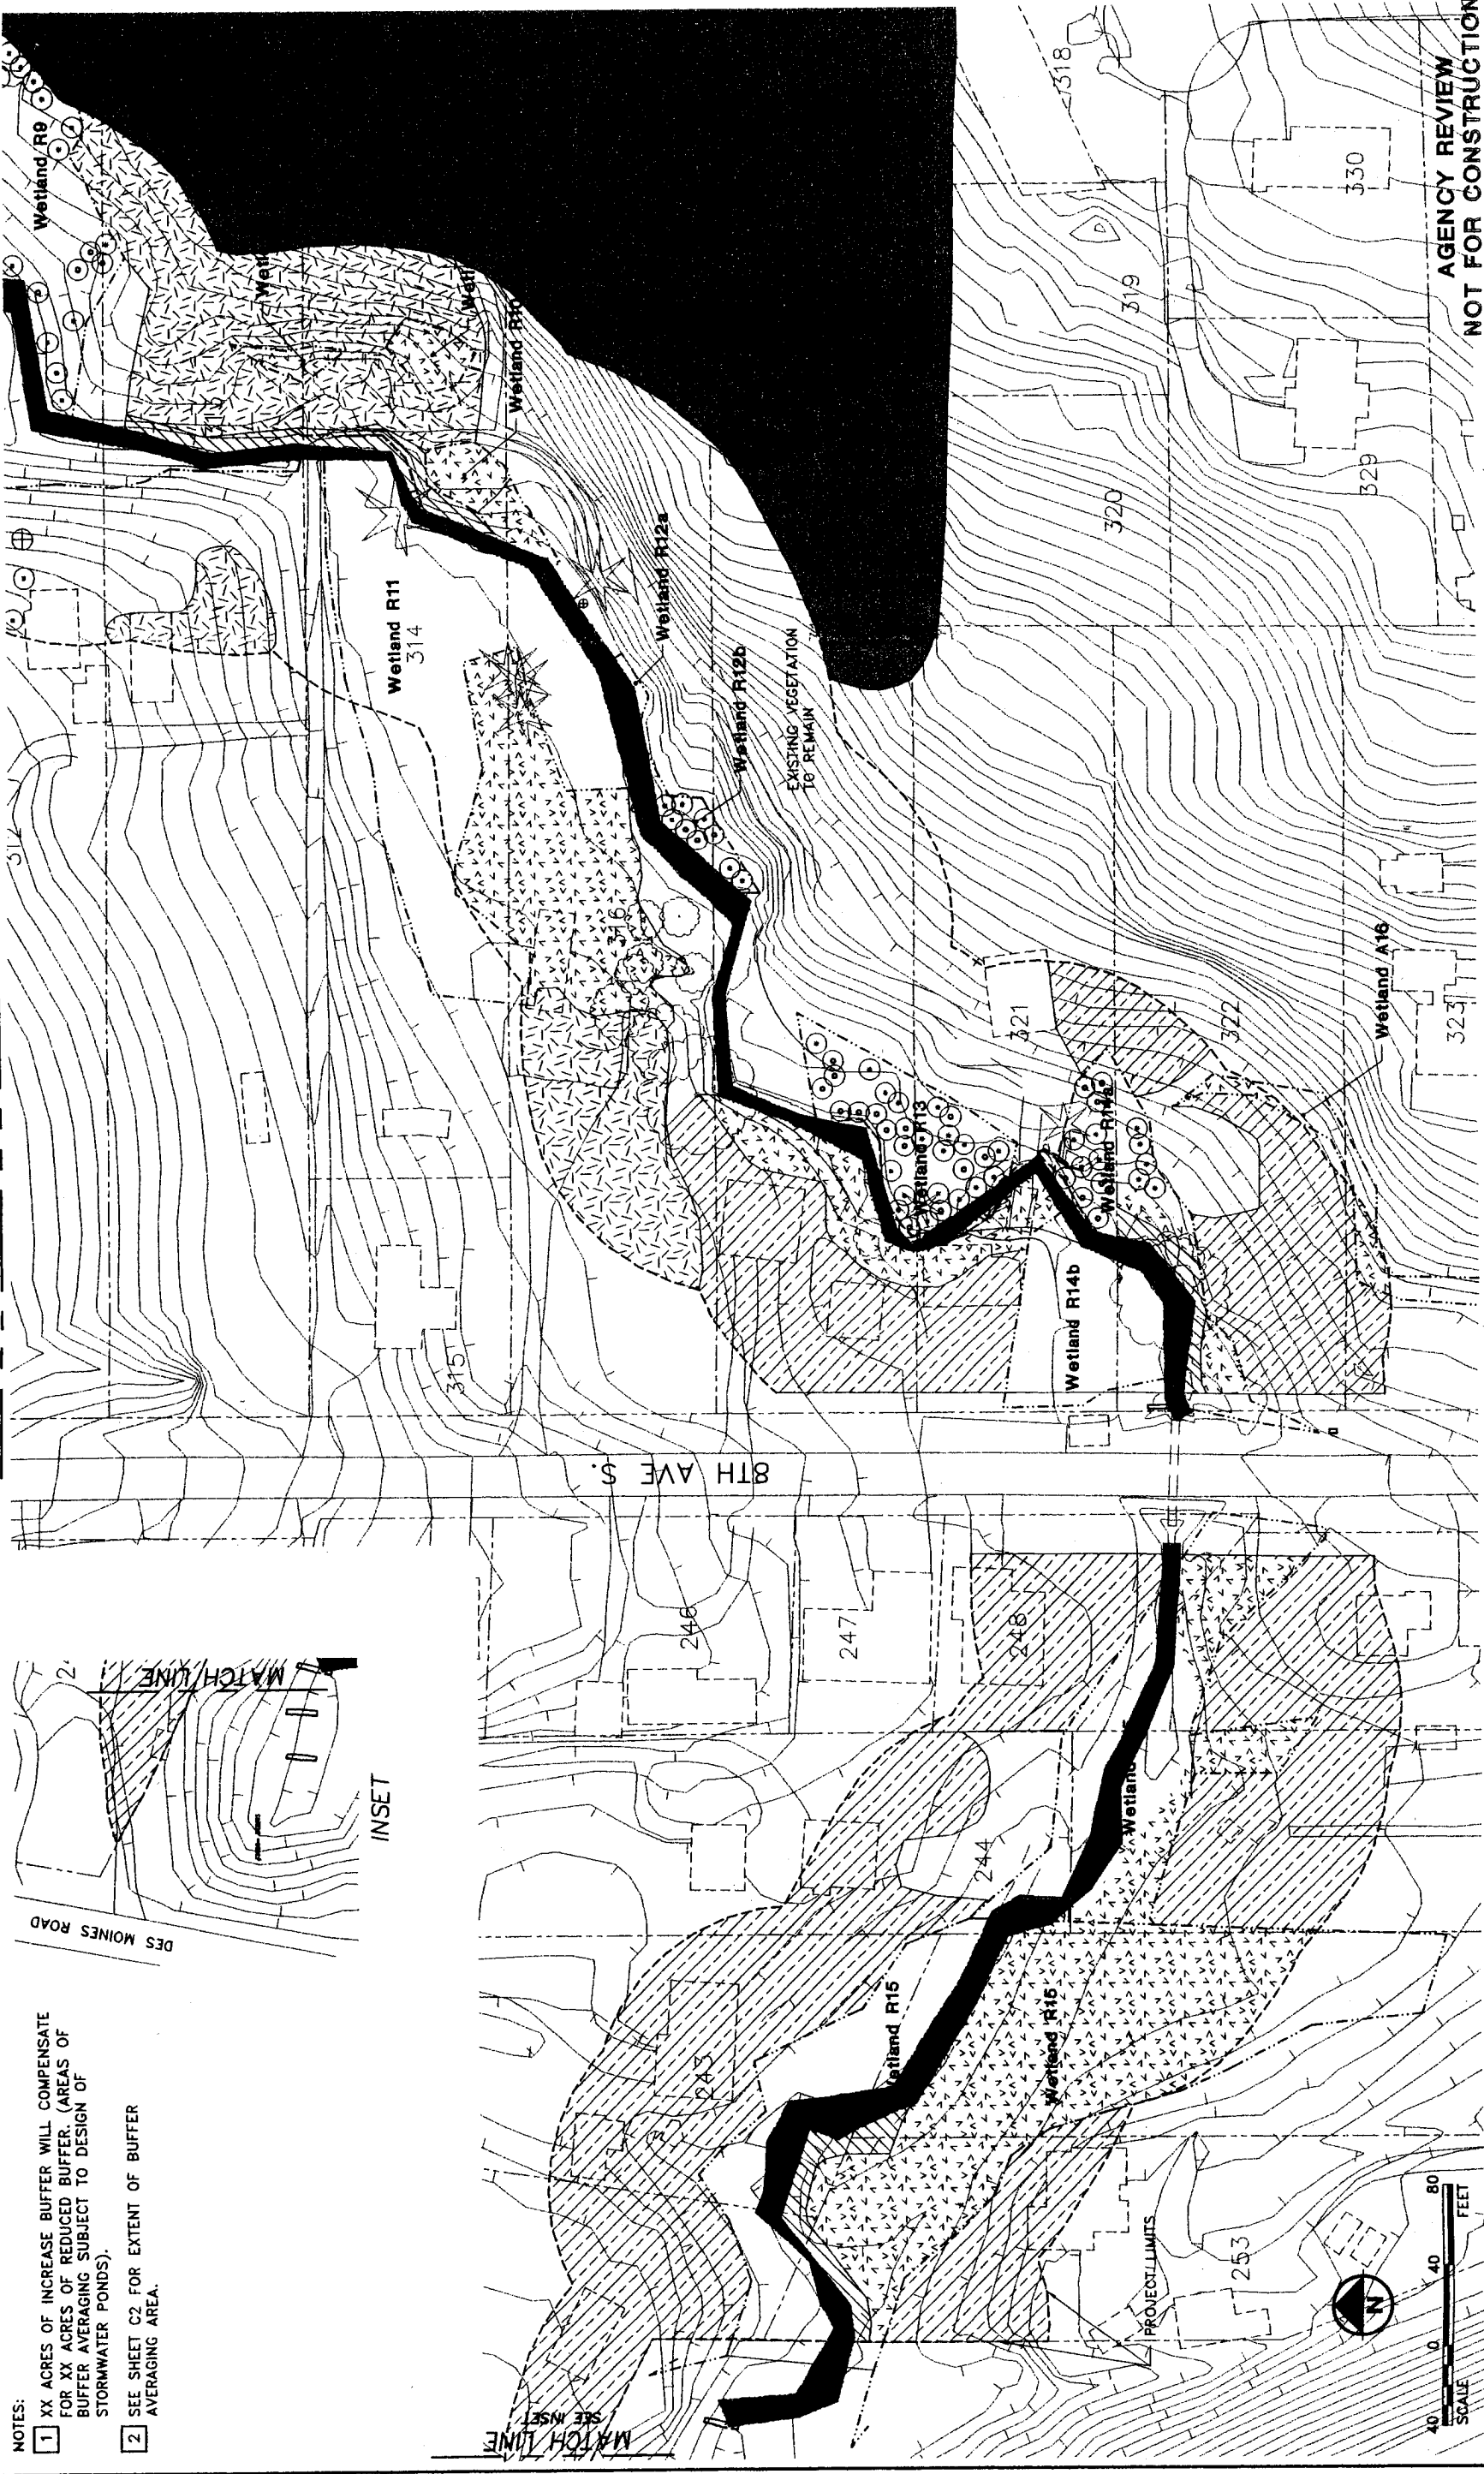 NOTES:
1 XX ACRES OF INCREASE BUFFER WILL COMPENSATE
FOR XX ACRES OF REDUCED BUFFER. (AREAS OF
BUFFER AVERAGING SUBJECT TO DESIGN OF
STORMWATER PONDS).
2 SEE SHEET C2 FOR EXTENT OF BUFFER
AVERAGING AREA.
DES MOINES ROAD
MATCH LINE
INSET
MATCH LINE
SEE INSET
243
244
246
247
248
253
Wetland R15
PROJECT LIMITS
8TH AVE S.
315
Wetland R14b
Wetland R13
Wetland R14a
321
322
Wetland A16
323
316
EXISTING VEGETATION
TO REMAIN
Wetland R12b
Wetland R12a
Wetland R11
314
312
Wetland R10
Wetland R9
318
319
320
329
330
N
40 0 40 80
SCALE FEET
AGENCY REVIEW
NOT FOR CONSTRUCTION